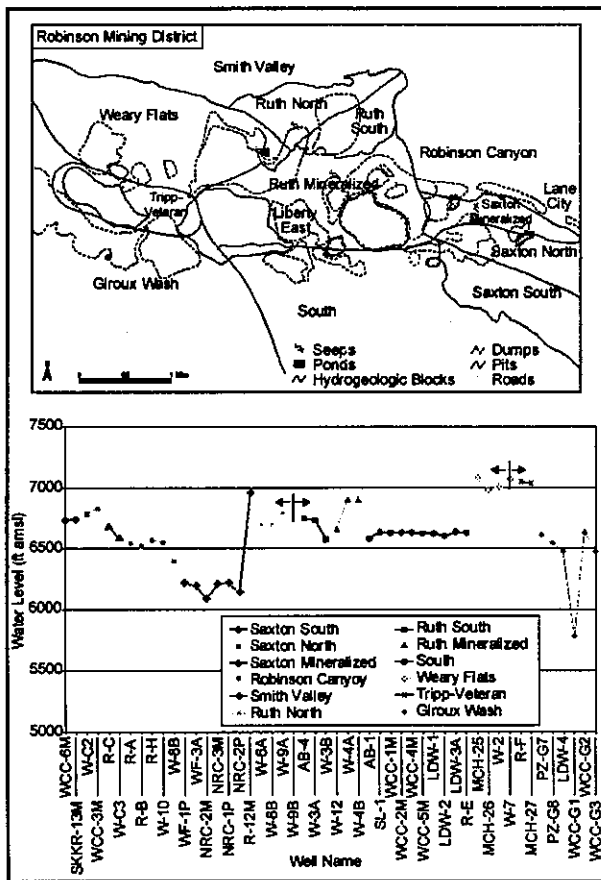 Robinson Mining District
Smith Valley
Weary Flats
Ruth North
Ruth
South
Robinson Canyon
Ruth Mineralized
Lane
City
Tripp-
Veteran
Liberty
East
Saxton
Mineralized
Saxton North
Giroux Wash
Saxton South
South
Seeps
Dumps
Ponds
Pits
Hydrogeologic Blocks
Roads
N
7500
7000
6500
6000
5500
5000
Water Level (ft amsl)
Saxton South
Ruth South
Saxton North
Ruth Mineralized
Saxton Mineralized
South
Robinson Canyoy
Weary Flats
Smith Valley
Tripp-Veteran
Ruth North
Giroux Wash
WCC-6M
SKKR-13M
W-C2
WCC-3M
R-C
W-C3
R-A
R-B
R-H
W-10
W-8B
WF-1P
WF-3A
NRC-2M
NRC-3M
NRC-1P
NRC-2P
R-12M
W-6A
W-6B
W-9A
W-9B
AB-4
W-3A
W-3B
W-12
W-4A
W-4B
AB-1
SL-1
WCC-1M
WCC-2M
WCC-4M
WCC-5M
LDW-1
LDW-2
LDW-3A
R-E
MCH-25
MCH-26
W-2
W-7
R-F
MCH-27
PZ-G7
PZ-G8
LDW-4
WCC-G1
WCC-G2
WCC-G3
Well Name